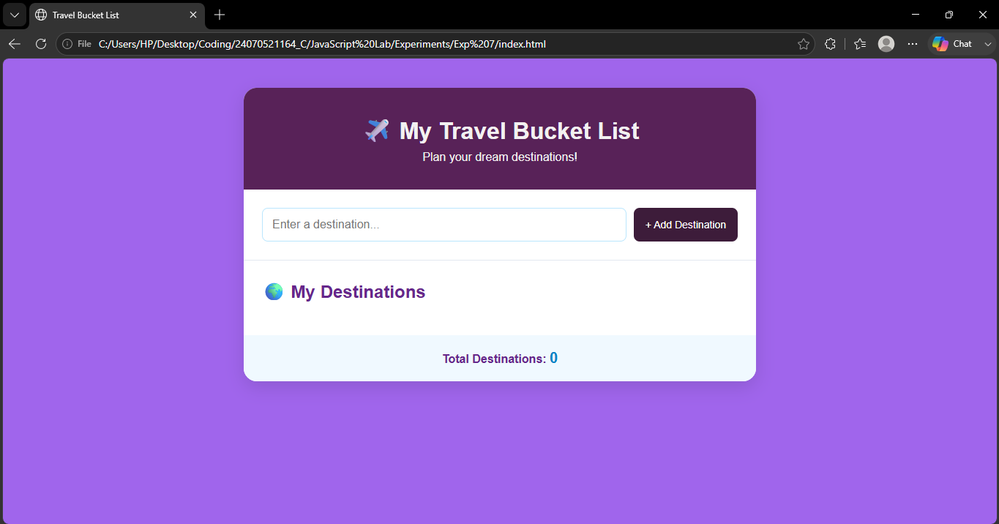 Travel Bucket List
File C:/Users/HP/Desktop/Coding/24070521164_C/JavaScript%20Lab/Experiments/Exp%207/index.html
Chat
✈️ My Travel Bucket List
Plan your dream destinations!
Enter a destination...
+ Add Destination
🌍 My Destinations
Total Destinations: 0